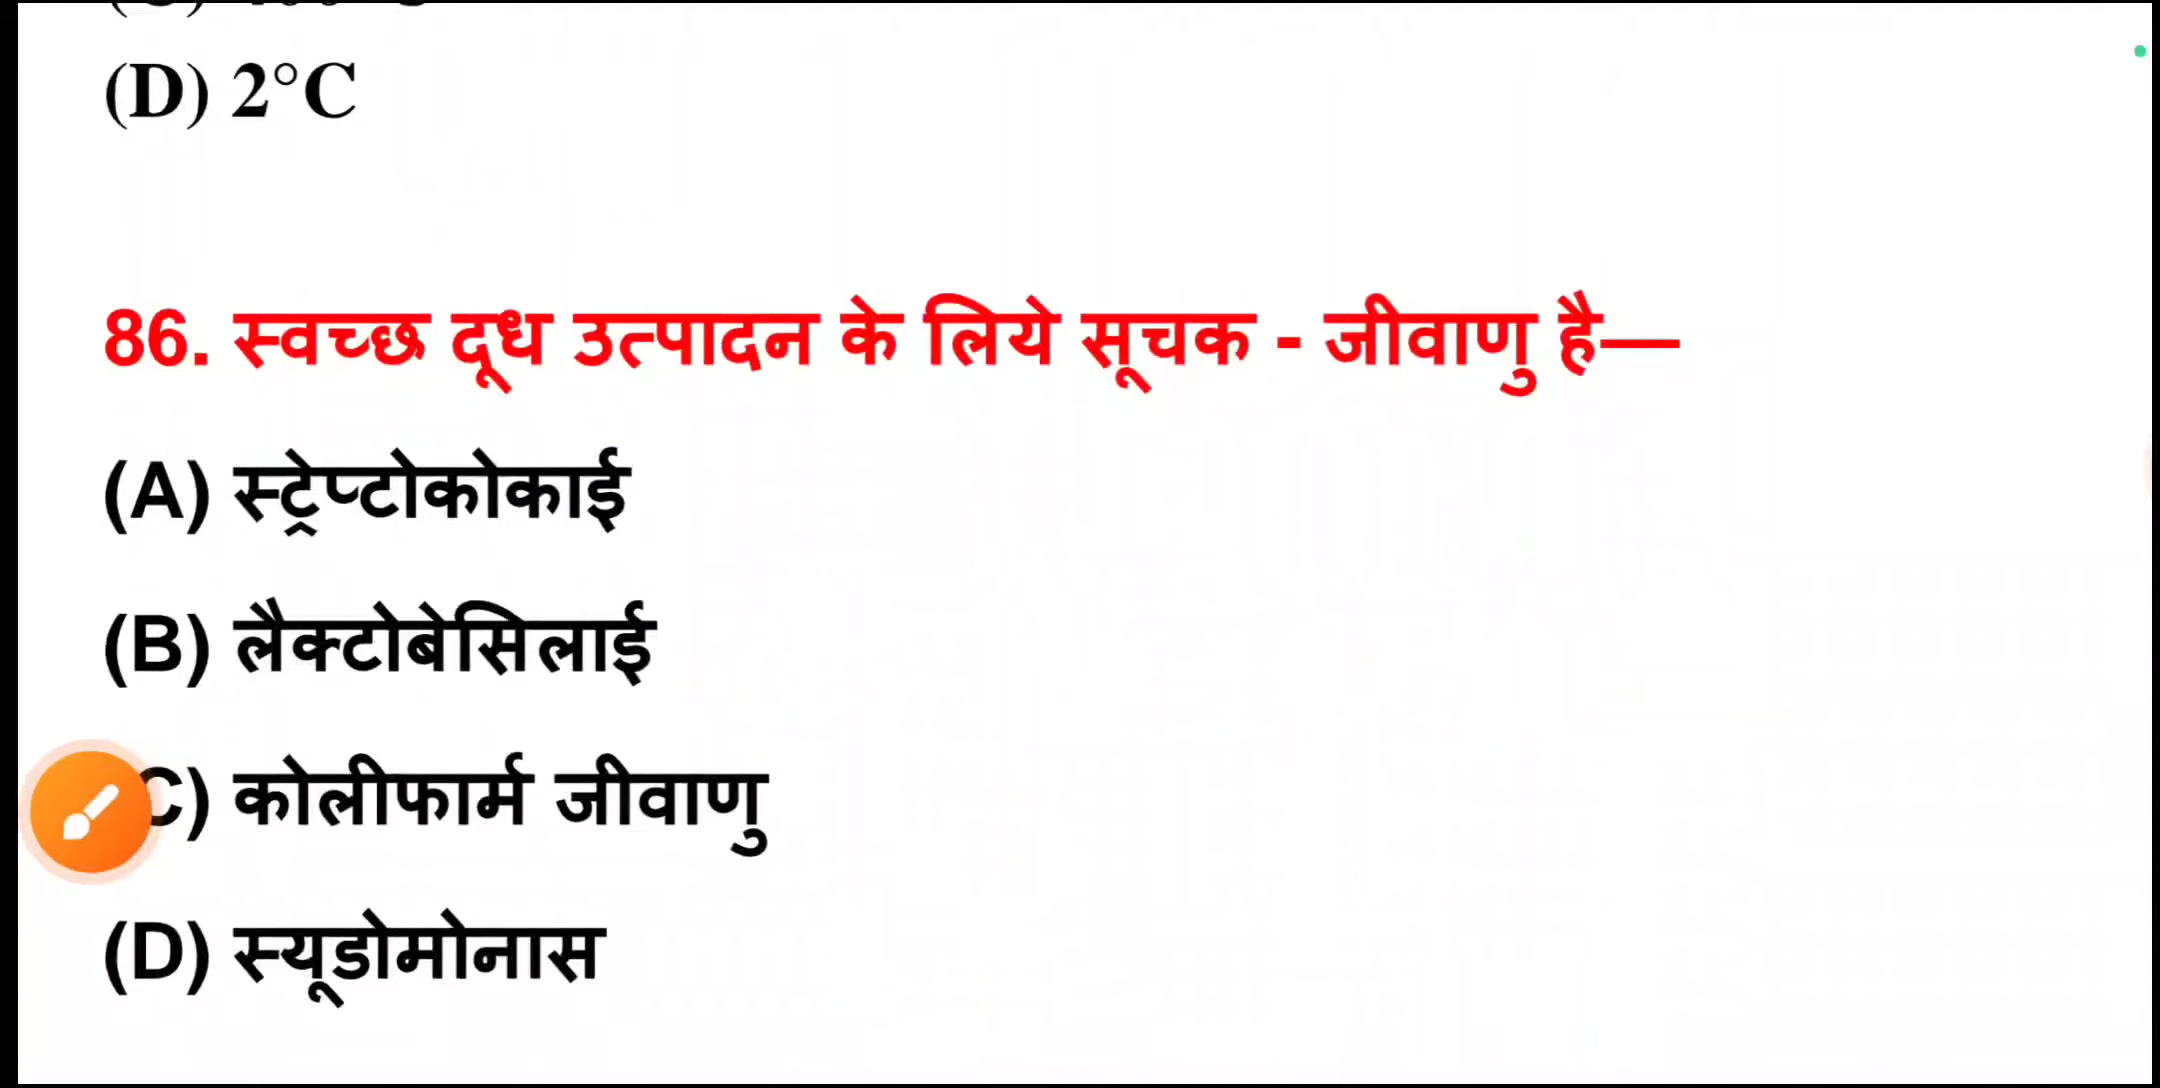 (D) 2°C
86. स्वच्छ दूध उत्पादन के लिये सूचक - जीवाणु है—
(A) स्ट्रेप्टोकोकाई
(B) लैक्टोबेसिलाई
C) कोलीफार्म जीवाणु
(D) स्यूडोमोनास